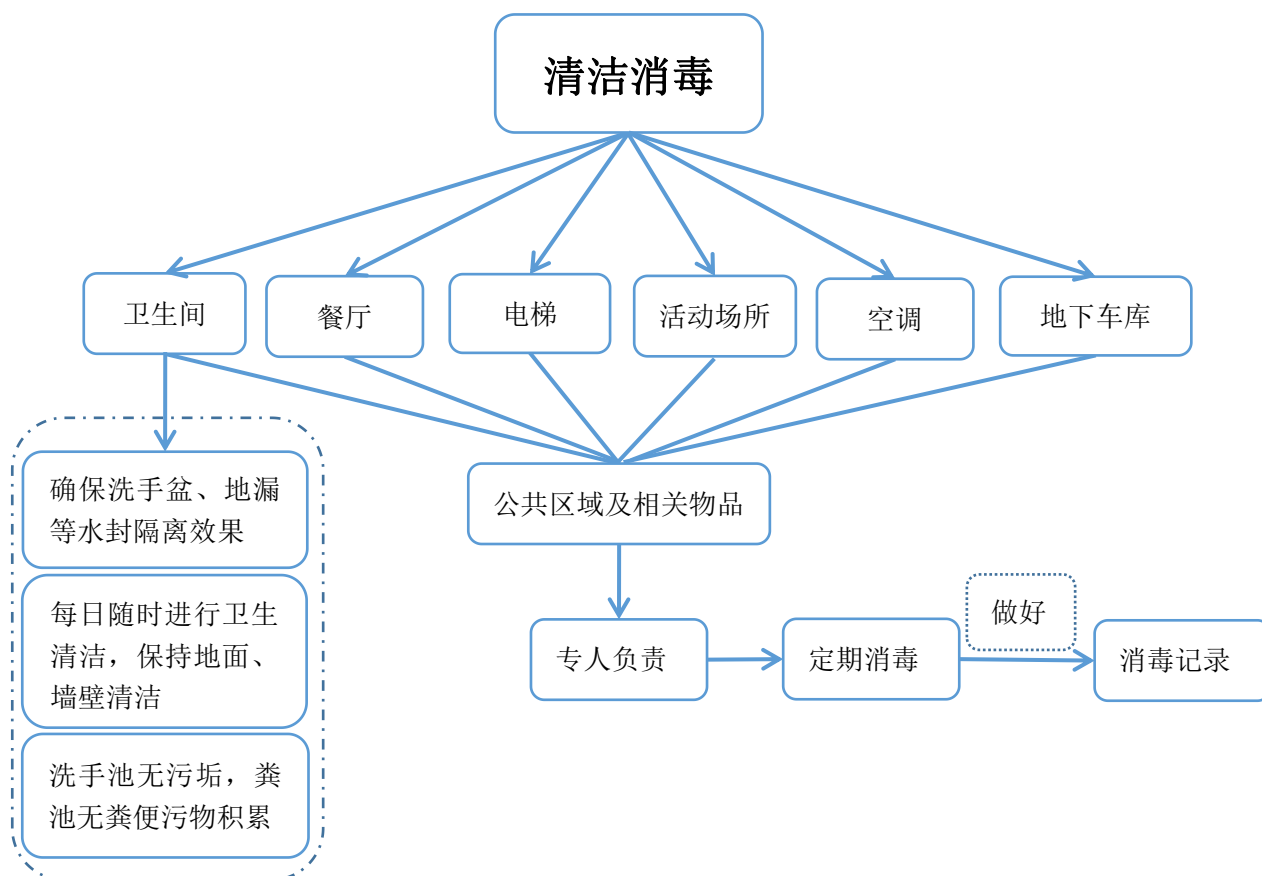 清洁消毒
卫生间
餐厅
电梯
活动场所
空调
地下车库
确保洗手盆、地漏
等水封隔离效果
每日随时进行卫生
清洁，保持地面、
墙壁清洁
洗手池无污垢，粪
池无粪便污物积累
公共区域及相关物品
专人负责
定期消毒
做好
消毒记录